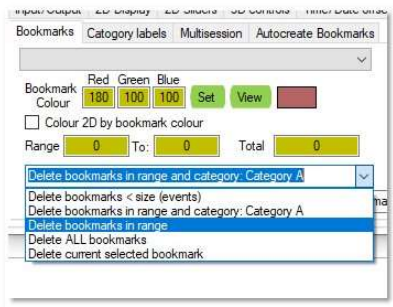 Input/Output 2D Display 2D Sliders 3D Controls Time/Date offset
Bookmarks Catogory labels Multisession Autocreate Bookmarks
Red Green Blue
Bookmark Colour 180 100 100 Set View
Colour 2D by bookmark colour
Range 0 To: 0 Total 0
Delete bookmarks in range and category: Category A
Delete bookmarks < size (events)
Delete bookmarks in range and category: Category A
Delete bookmarks in range
Delete ALL bookmarks
Delete current selected bookmark